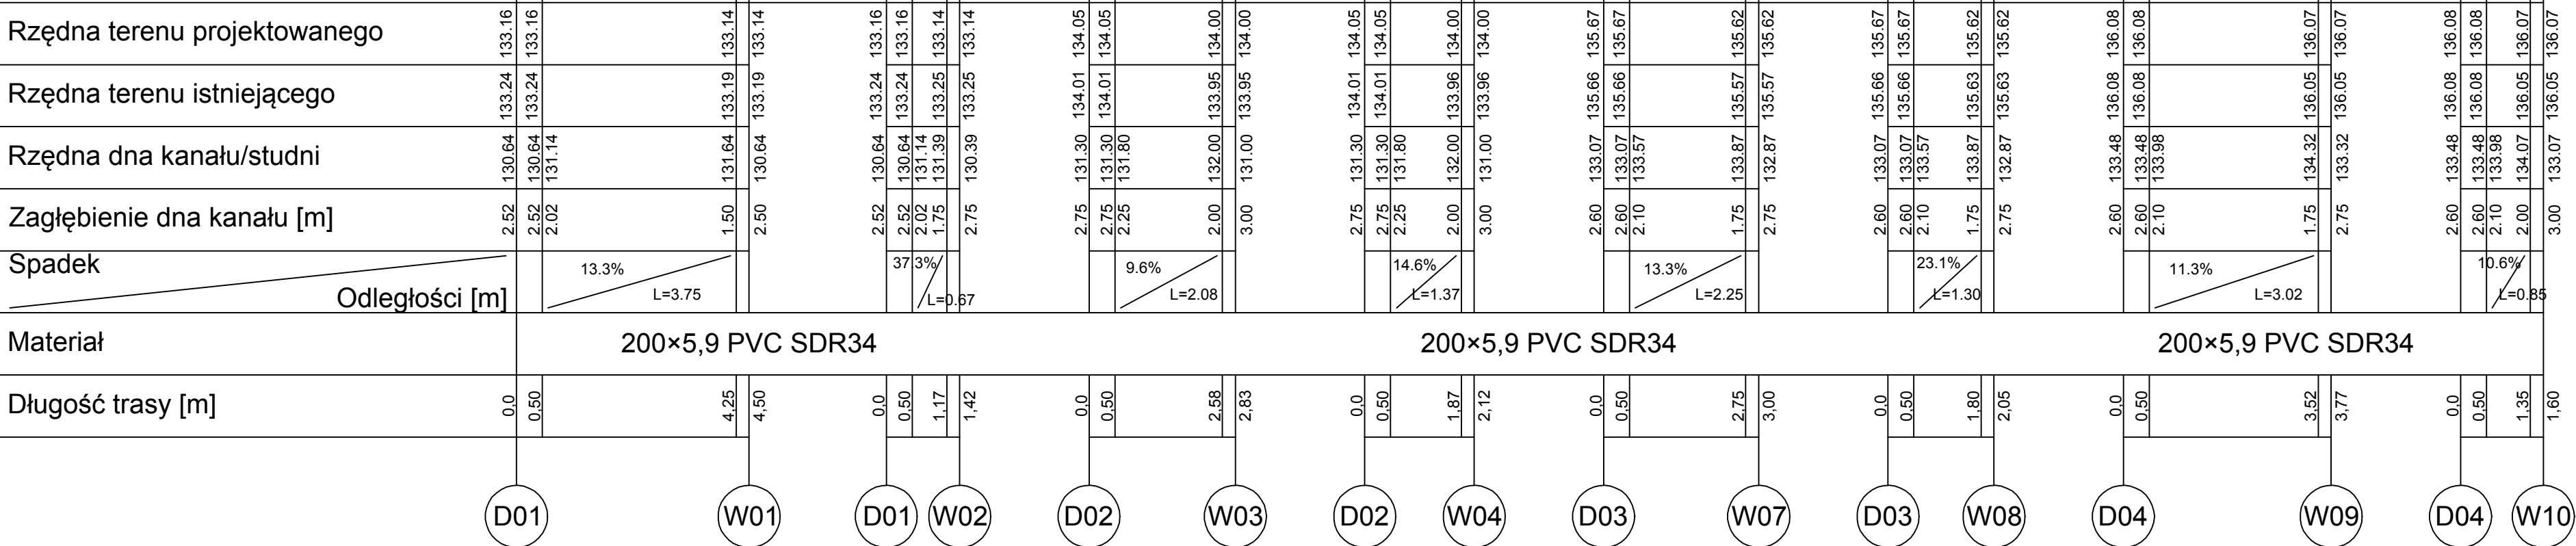 Rzędna terenu projektowanego 133.16 133.16 133.14 133.14 133.16 133.16 133.14 133.14 134.05 134.05 134.00 134.00 134.05 134.05 134.00 134.00 135.67 135.67 135.62 135.62 135.67 135.67 135.62 135.62 136.08 136.08 136.07 136.07 136.08 136.08 136.07 136.07
Rzędna terenu istniejącego 133.24 133.24 133.19 133.19 133.24 133.24 133.25 133.25 134.01 134.01 133.95 133.95 134.01 134.01 133.96 133.96 135.66 135.66 135.57 135.57 135.66 135.66 135.63 135.63 136.08 136.08 136.05 136.05 136.08 136.08 136.05 136.05
Rzędna dna kanału/studni 130.64 130.64 131.14 131.64 130.64 130.64 130.64 131.14 131.39 130.39 131.30 131.30 131.80 132.00 131.00 131.30 131.30 131.80 132.00 131.00 133.07 133.07 133.57 133.87 132.87 133.07 133.07 133.57 133.87 132.87 133.48 133.48 133.98 134.32 133.32 133.48 133.48 133.98 134.07 133.07
Zagłębienie dna kanału [m] 2.52 2.52 2.02 1.50 2.50 2.52 2.52 2.02 1.75 2.75 2.75 2.75 2.25 2.00 3.00 2.75 2.75 2.25 2.00 3.00 2.60 2.60 2.10 1.75 2.75 2.60 2.60 2.10 1.75 2.75 2.60 2.60 2.10 1.75 2.75 2.60 2.60 2.10 2.00 3.00
Spadek 13.3% 37.3% 9.6% 14.6% 13.3% 23.1% 11.3% 10.6%
Odległości [m] L=3.75 L=0.67 L=2.08 L=1.37 L=2.25 L=1.30 L=3.02 L=0.85
Materiał 200×5,9 PVC SDR34 200×5,9 PVC SDR34 200×5,9 PVC SDR34
Długość trasy [m] 0,0 0,50 4,25 4,50 0,0 0,50 1,17 1,42 0,0 0,50 2,58 2,83 0,0 0,50 1,87 2,12 0,0 0,50 2,75 3,00 0,0 0,50 1,80 2,05 0,0 0,50 3,52 3,77 0,0 0,50 1,35 1,60
D01 W01 D01 W02 D02 W03 D02 W04 D03 W07 D03 W08 D04 W09 D04 W10